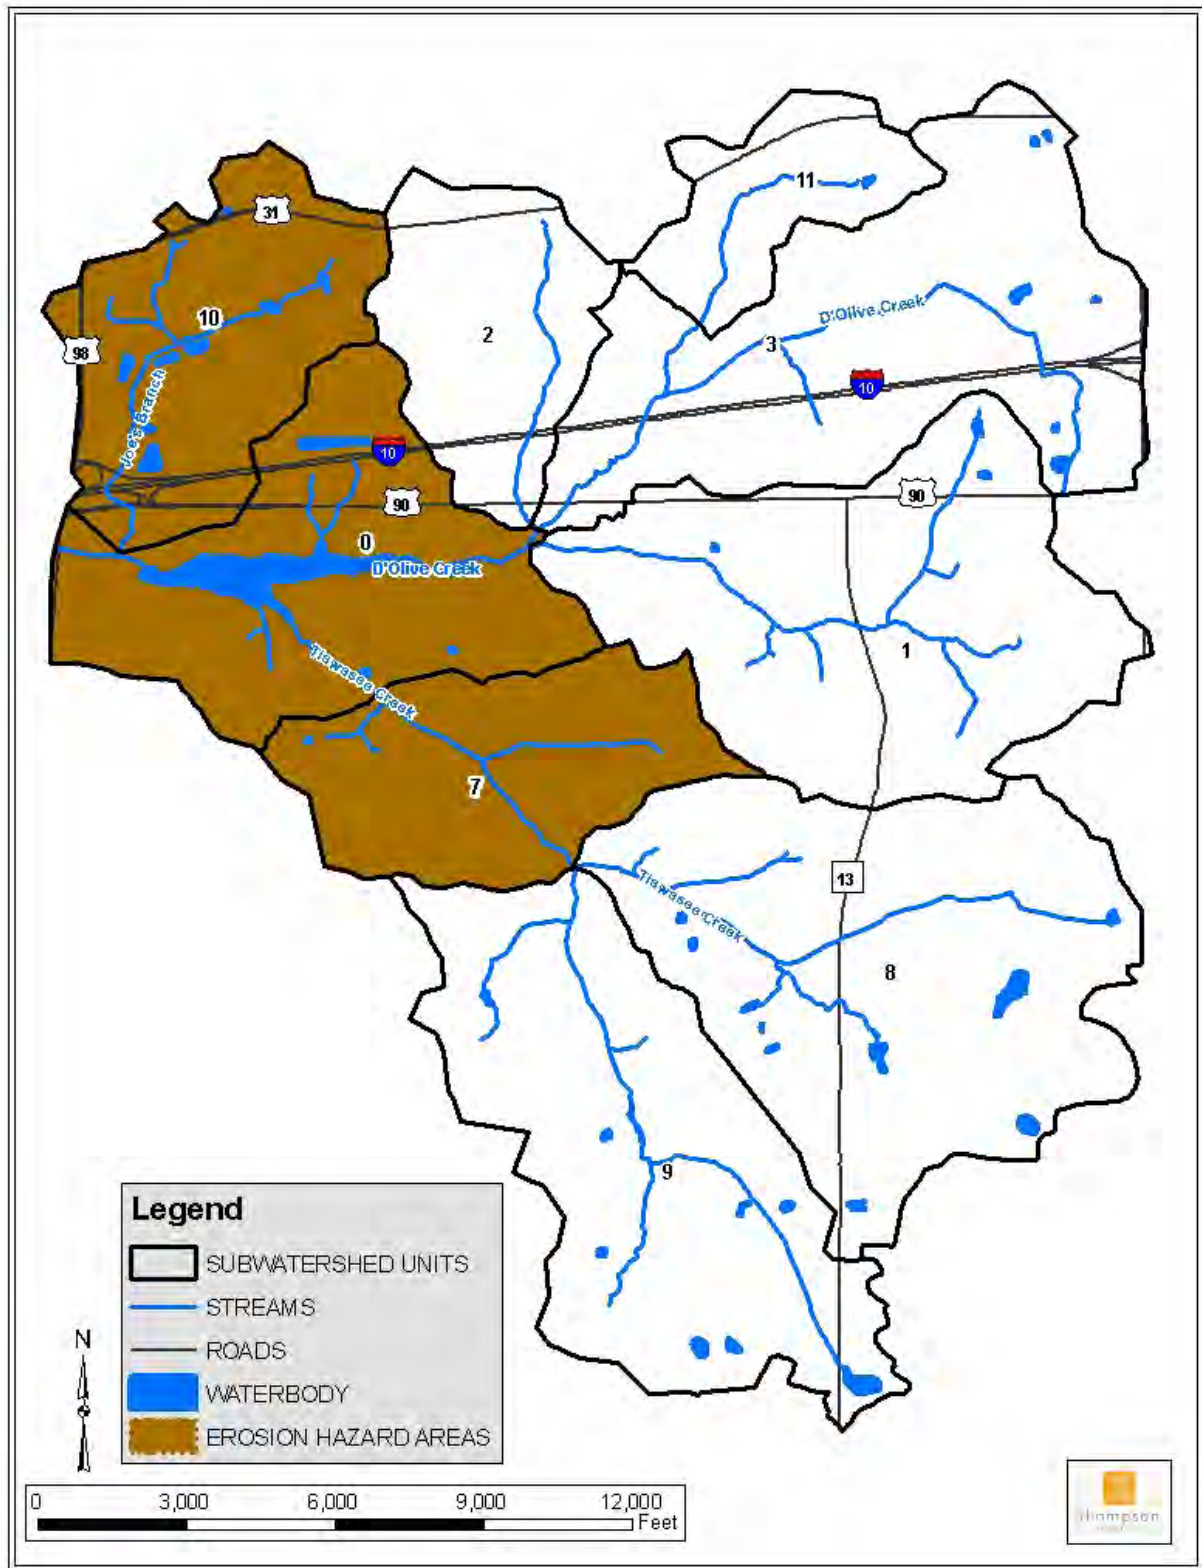 11
31
10
2
D'Olive Creek
3
98
10
Joe's Branch
10
90
90
0
D'Olive Creek
1
Tiawasee Creek
7
13
Tiawasee Creek
8
9
Legend
SUBWATERSHED UNITS
STREAMS
ROADS
WATERBODY
EROSION HAZARD AREAS
N
0 3,000 6,000 9,000 12,000
Feet
thompson